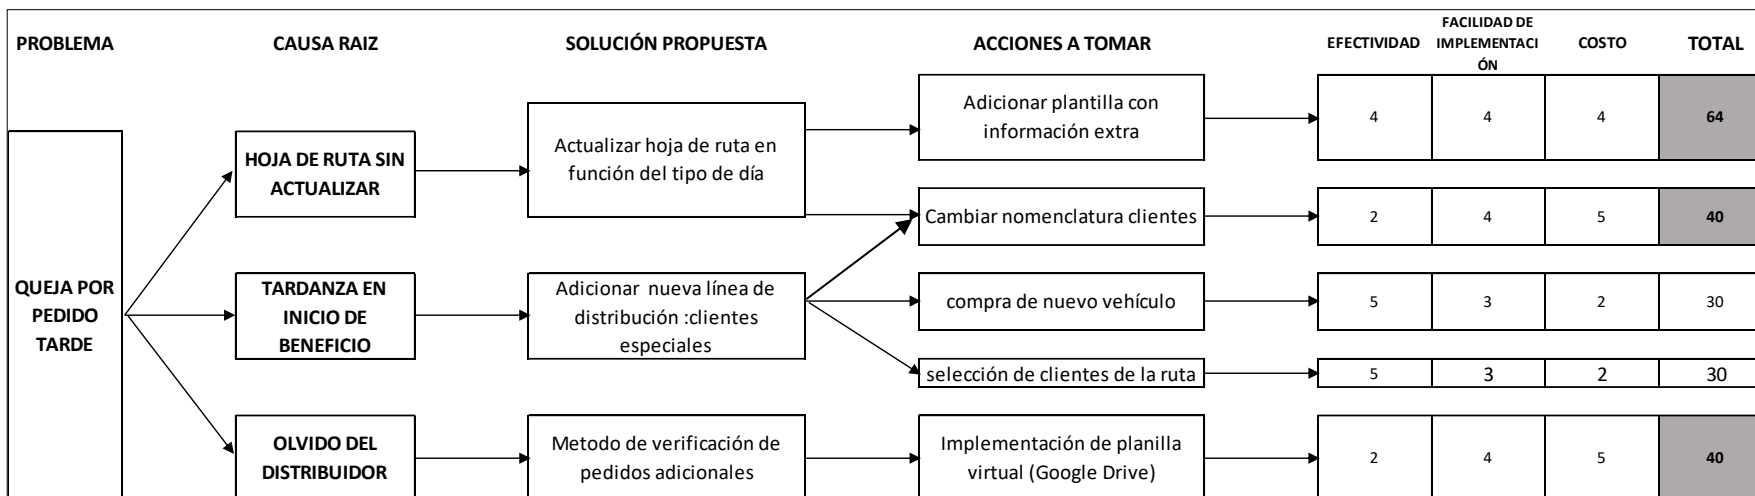 PROBLEMA
CAUSA RAIZ
SOLUCIÓN PROPUESTA
ACCIONES A TOMAR
EFECTIVIDAD
FACILIDAD DE
IMPLEMENTACI
ÓN
COSTO
TOTAL
QUEJA POR
PEDIDO
TARDE
HOJA DE RUTA SIN
ACTUALIZAR
Actualizar hoja de ruta en
función del tipo de día
Adicionar plantilla con
información extra
4
4
4
64
Cambiar nomenclatura clientes
2
4
5
40
TARDANZA EN
INICIO DE
BENEFICIO
Adicionar nueva línea de
distribución :clientes
especiales
compra de nuevo vehículo
5
3
2
30
selección de clientes de la ruta
5
3
2
30
OLVIDO DEL
DISTRIBUIDOR
Metodo de verificación de
pedidos adicionales
Implementación de planilla
virtual (Google Drive)
2
4
5
40